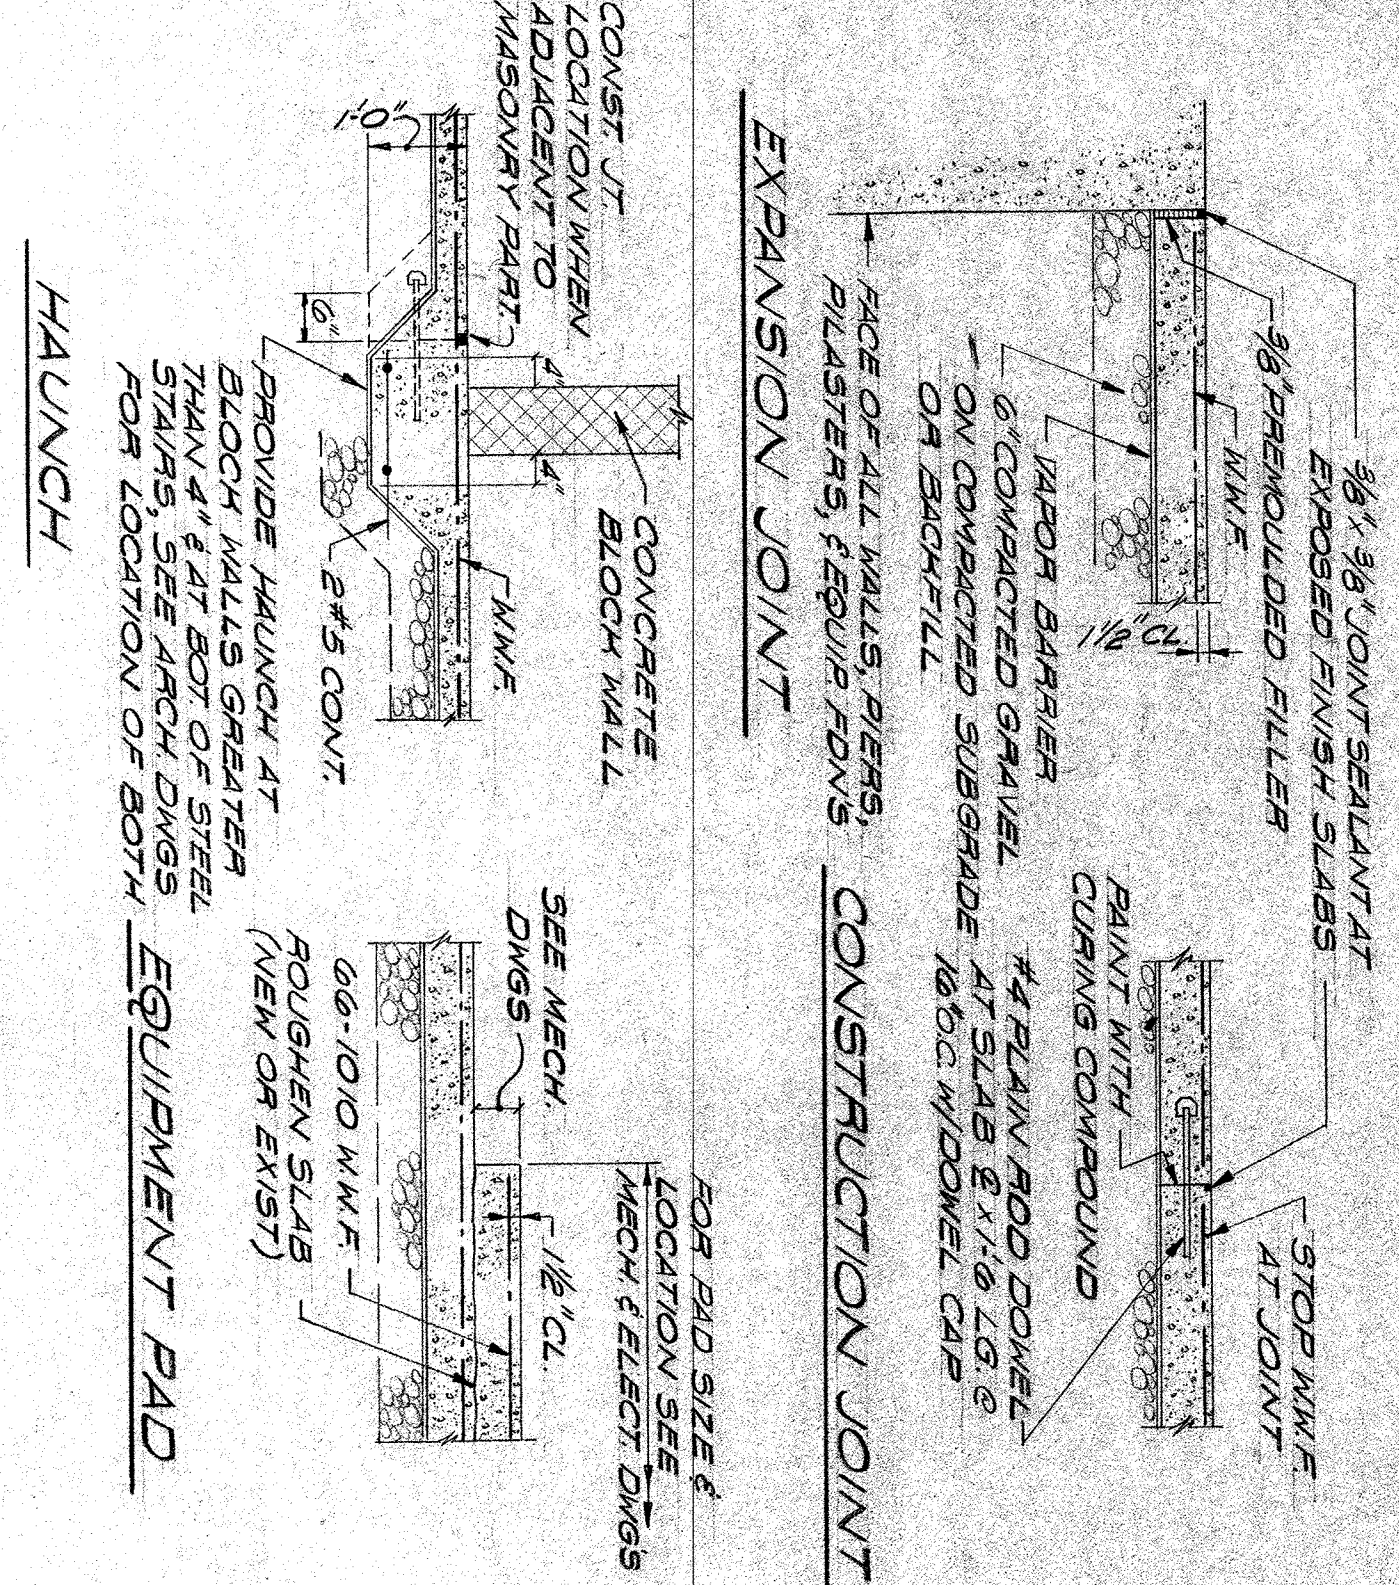 3/8" x 3/8" JOINT SEALANT AT
EXPOSED FINISH SLABS
3/8" PREMOULDED FILLER
W.W.F.
1 1/2" CL.
VAPOR BARRIER
6" COMPACTED GRAVEL
ON COMPACTED SUBGRADE
OR BACKFILL
FACE OF ALL WALLS, PIERS,
PILASTERS, & EQUIP. FDN'S
EXPANSION JOINT
STOP W.W.F.
AT JOINT
PAINT WITH
CURING COMPOUND
#4 PLAIN ROD DOWEL
AT SLAB
LG. @
16" O.C. W/DOWEL CAP
CONSTRUCTION JOINT
CONST. JT.
LOCATION WHEN
ADJACENT TO
MASONRY PART.
1'-0"
6"
4"
4"
CONCRETE
BLOCK WALL
W.W.F.
2 #5 CONT.
PROVIDE HAUNCH AT
BLOCK WALLS GREATER
THAN 4" & AT BOT. OF STEEL
STAIRS, SEE ARCH. DWGS
FOR LOCATION OF BOTH
HAUNCH
FOR PAD SIZE &
LOCATION SEE
MECH & ELECT. DWG'S
SEE MECH.
DWGS
1 1/2" CL.
66-1010 W.W.F.
ROUGHEN SLAB
(NEW OR EXIST)
EQUIPMENT PAD